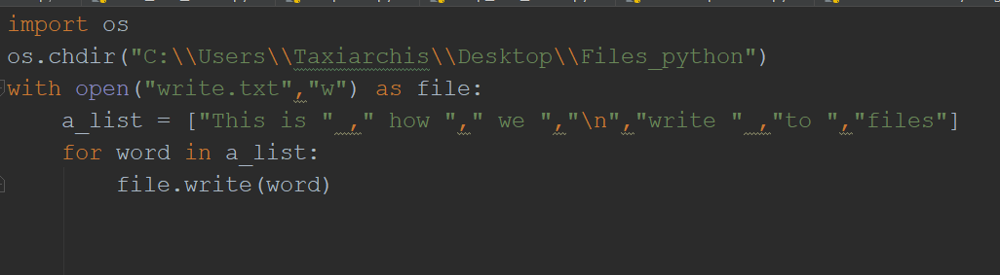 import os
os.chdir("C:\\Users\\Taxiarchis\\Desktop\\Files_python")
with open("write.txt","w") as file:
    a_list = ["This is " ," how "," we ","\n","write " ,"to ","files"]
    for word in a_list:
        file.write(word)